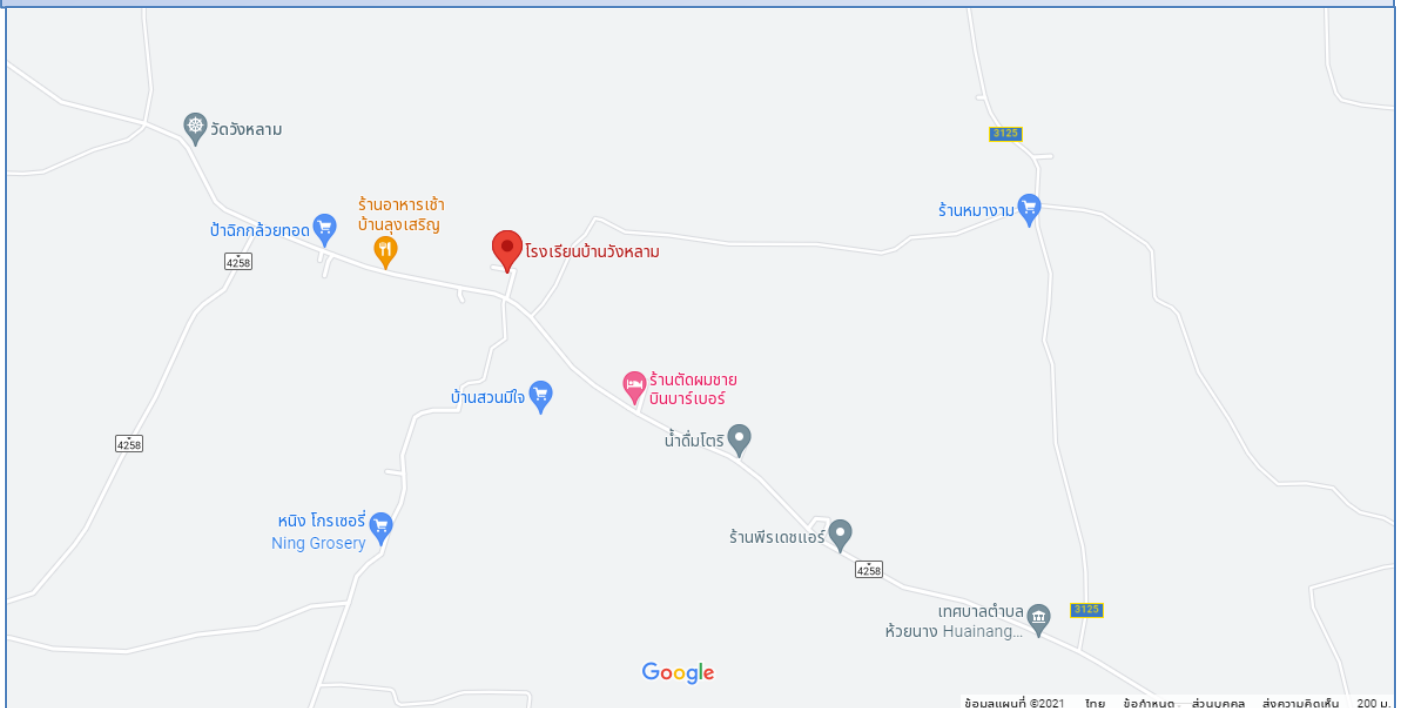 วัดวังหลาม
3125
ร้านอาหารเช้า
บ้านลุงเสริญ
ร้านหมางาม
ป้าฉิกกล้วยทอด
โรงเรียนบ้านวังหลาม
4258
ร้านตัดผมชาย
บินบาร์เบอร์
บ้านสวนมีใจ
น้ำดื่มโตริ
4258
หนิง โกรเซอรี่
Ning Grosery
ร้านพีรเดชแอร์
4258
เทศบาลตำบล
ห้วยนาง Huainang...
3125
Google
ข้อมูลแผนที่ ©2021 ไทย ข้อกำหนด ส่วนบุคคล ส่งความคิดเห็น 200 ม.